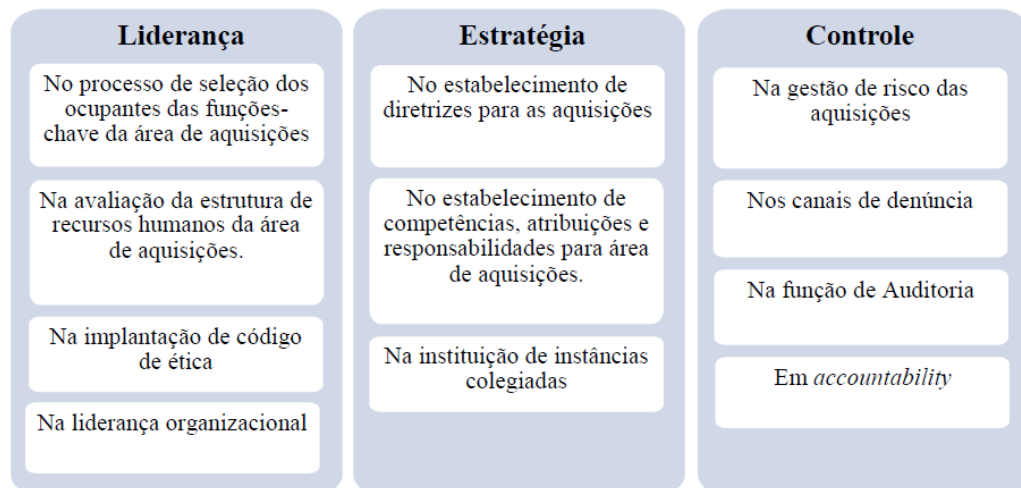 Liderança
No processo de seleção dos
ocupantes das funções-
chave da área de aquisições
Na avaliação da estrutura de
recursos humanos da área
de aquisições.
Na implantação de código
de ética
Na liderança organizacional
Estratégia
No estabelecimento de
diretrizes para as aquisições
No estabelecimento de
competências, atribuições e
responsabilidades para área
de aquisições.
Na instituição de instâncias
colegiadas
Controle
Na gestão de risco das
aquisições
Nos canais de denúncia
Na função de Auditoria
Em accountability